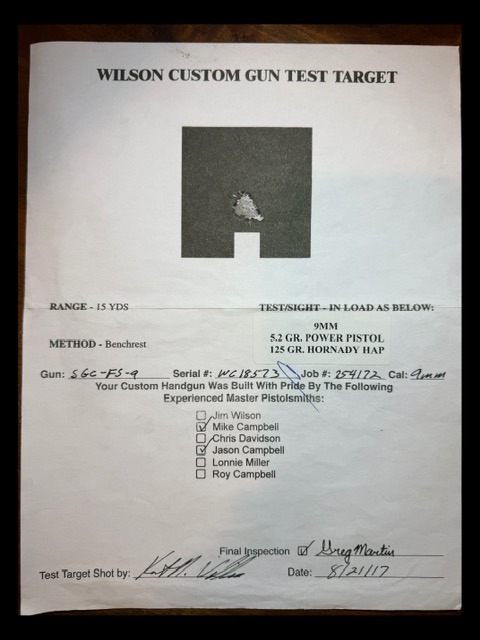 WILSON CUSTOM GUN TEST TARGET
RANGE - 15 YDS
TEST/SIGHT - IN LOAD AS BELOW:
9MM
5.2 GR. POWER PISTOL
METHOD - Benchrest
125 GR. HORNADY HAP
Gun: SGC-FS-9 Serial #: WC18573 Job #: 254172 Cal: 9mm
Your Custom Handgun Was Built With Pride By The Following
Experienced Master Pistolsmiths:
Jim Wilson
Mike Campbell
Chris Davidson
Jason Campbell
Lonnie Miller
Roy Campbell
Final Inspection Greg Martin
Test Target Shot by:
Date: 8/21/17